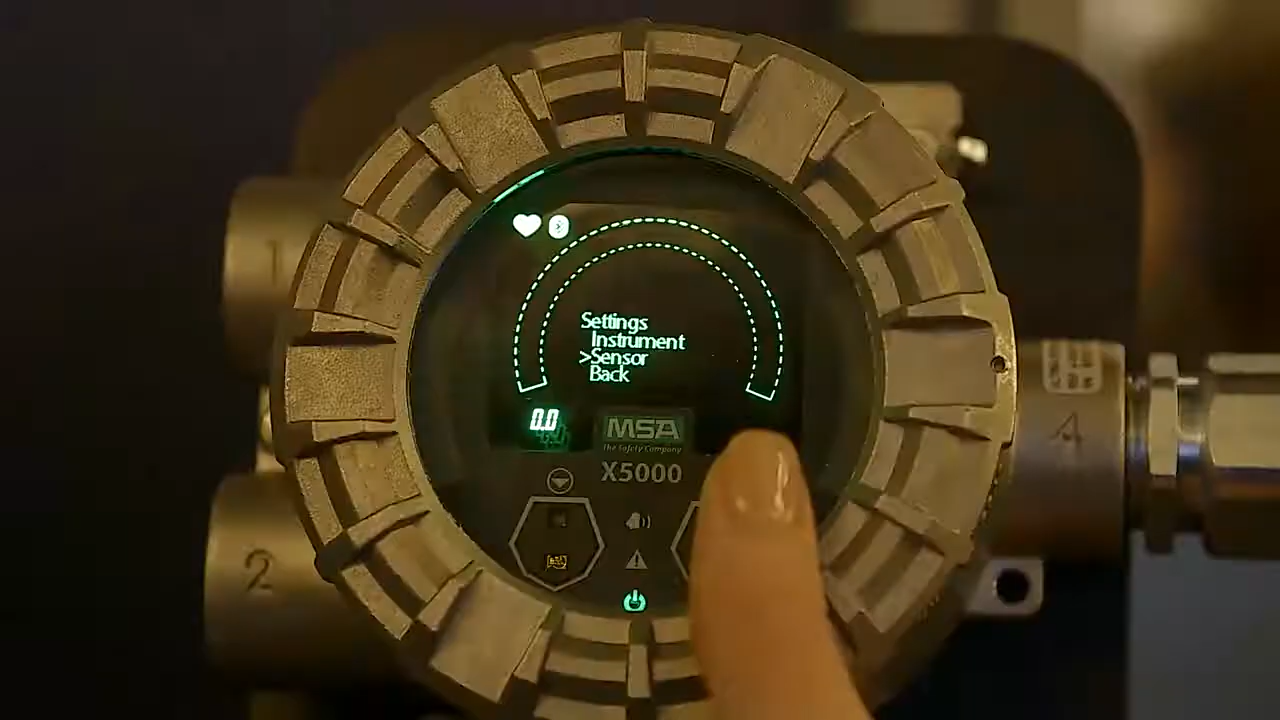 1
Settings
Instrument
>Sensor
Back
0.0
MSA
The Safety Company
X5000
4
2